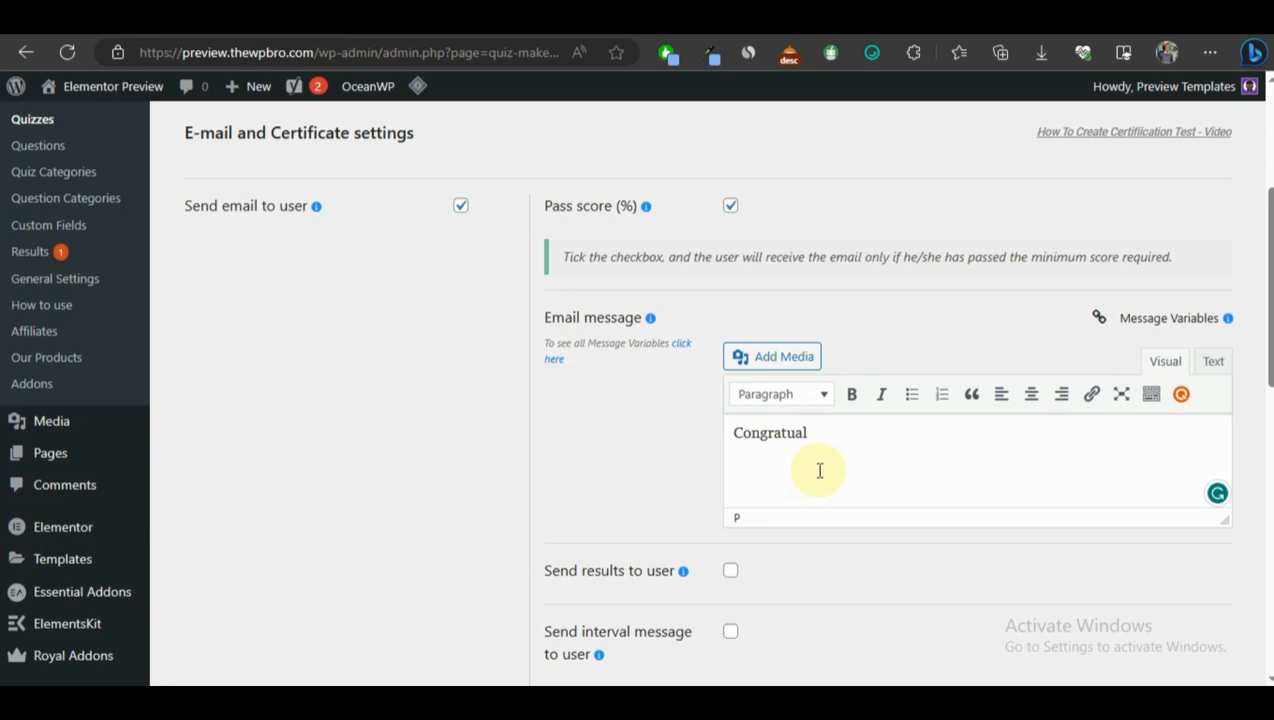 https://preview.thewpbro.com/wp-admin/admin.php?page=quiz-make...
desc
Elementor Preview
0
New
2
OceanWP
Howdy, Preview Templates
Quizzes
Questions
Quiz Categories
Question Categories
Custom Fields
Results 1
General Settings
How to use
Affiliates
Our Products
Addons
Media
Pages
Comments
Elementor
Templates
Essential Addons
ElementsKit
Royal Addons
E-mail and Certificate settings
How To Create Certifiication Test - Video
Send email to user
Pass score (%)
Tick the checkbox, and the user will receive the email only if he/she has passed the minimum score required.
Email message
To see all Message Variables click
here
Message Variables
Add Media
Visual
Text
Paragraph
Congratual
P
Send results to user
Send interval message
to user
Activate Windows
Go to Settings to activate Windows.